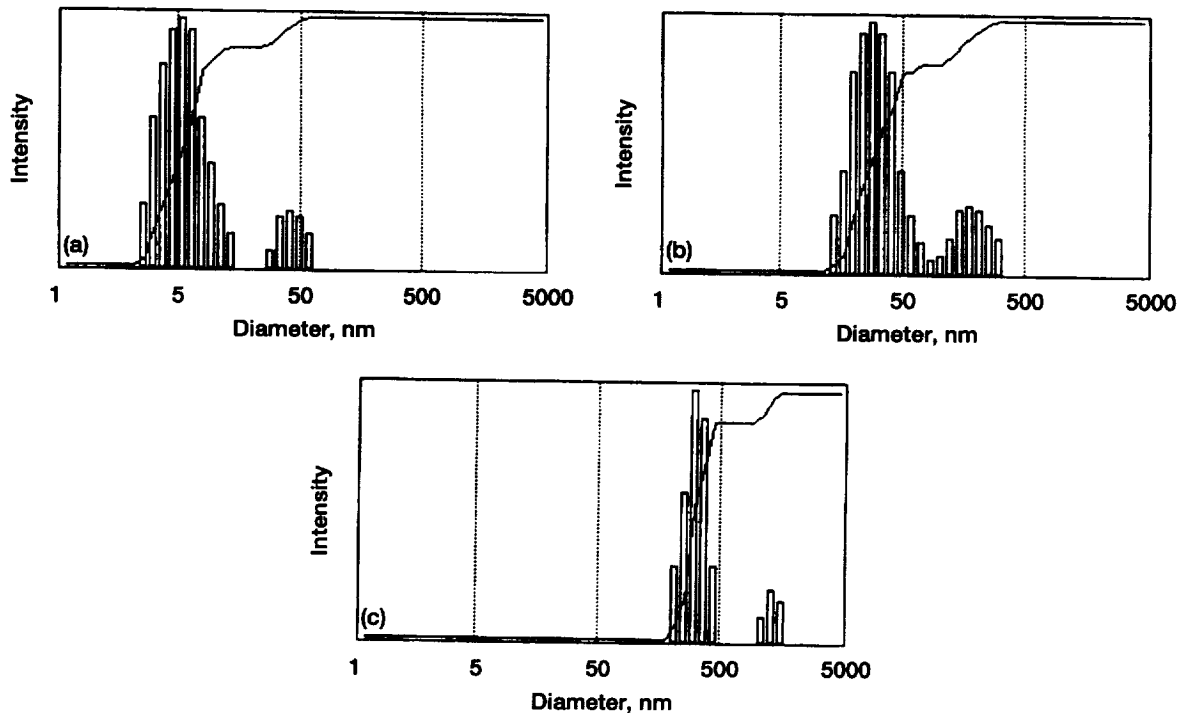 Intensity
(a)
1 5 50 500 5000
Diameter, nm
Intensity
(b)
1 5 50 500 5000
Diameter, nm
Intensity
(c)
1 5 50 500 5000
Diameter, nm